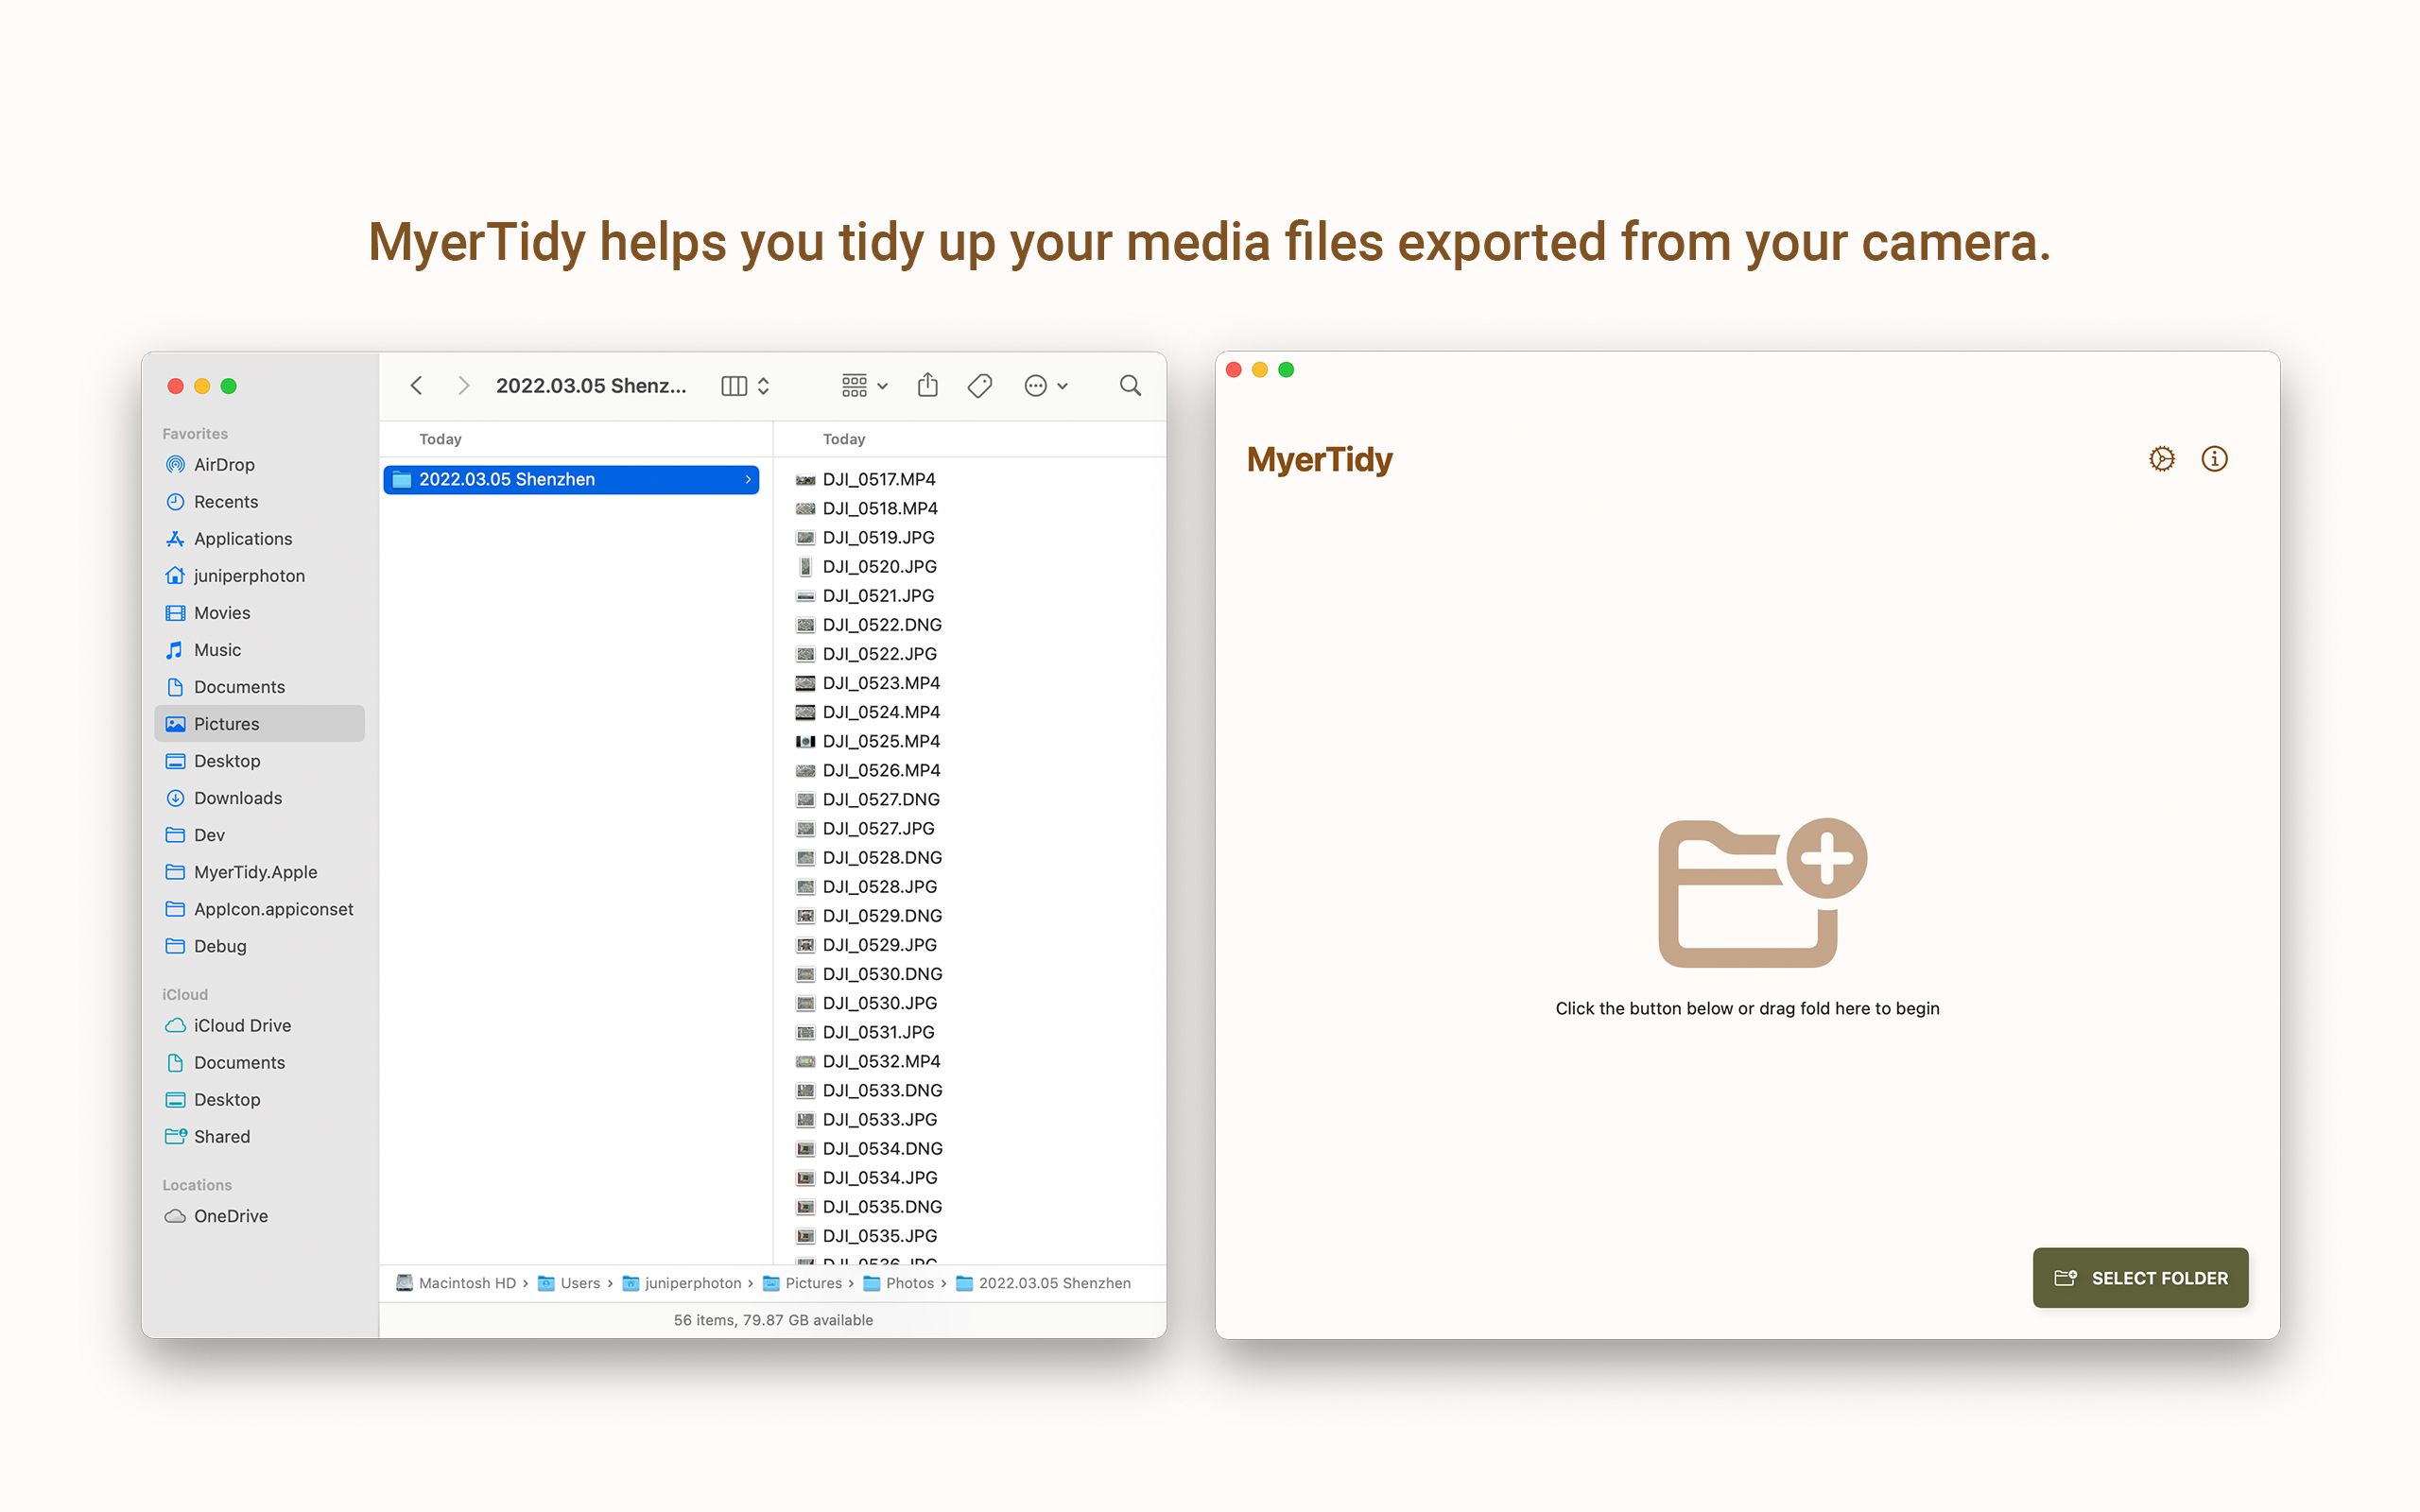 MyerTidy helps you tidy up your media files exported from your camera.
2022.03.05 Shenz...
Favorites
AirDrop
Recents
Applications
juniperphoton
Movies
Music
Documents
Pictures
Desktop
Downloads
Dev
MyerTidy.Apple
AppIcon.appiconset
Debug
iCloud
iCloud Drive
Documents
Desktop
Shared
Locations
OneDrive
Today
2022.03.05 Shenzhen
Today
DJI_0517.MP4
DJI_0518.MP4
DJI_0519.JPG
DJI_0520.JPG
DJI_0521.JPG
DJI_0522.DNG
DJI_0522.JPG
DJI_0523.MP4
DJI_0524.MP4
DJI_0525.MP4
DJI_0526.MP4
DJI_0527.DNG
DJI_0527.JPG
DJI_0528.DNG
DJI_0528.JPG
DJI_0529.DNG
DJI_0529.JPG
DJI_0530.DNG
DJI_0530.JPG
DJI_0531.JPG
DJI_0532.MP4
DJI_0533.DNG
DJI_0533.JPG
DJI_0534.DNG
DJI_0534.JPG
DJI_0535.DNG
DJI_0535.JPG
Macintosh HD › Users › juniperphoton › Pictures › Photos › 2022.03.05 Shenzhen
56 items, 79.87 GB available
MyerTidy
Click the button below or drag fold here to begin
SELECT FOLDER